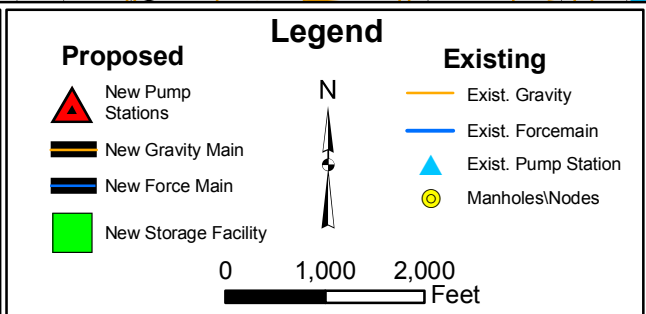 Legend
Proposed
New Pump
Stations
New Gravity Main
New Force Main
New Storage Facility
N
Existing
Exist. Gravity
Exist. Forcemain
Exist. Pump Station
Manholes\Nodes
0 1,000 2,000
Feet